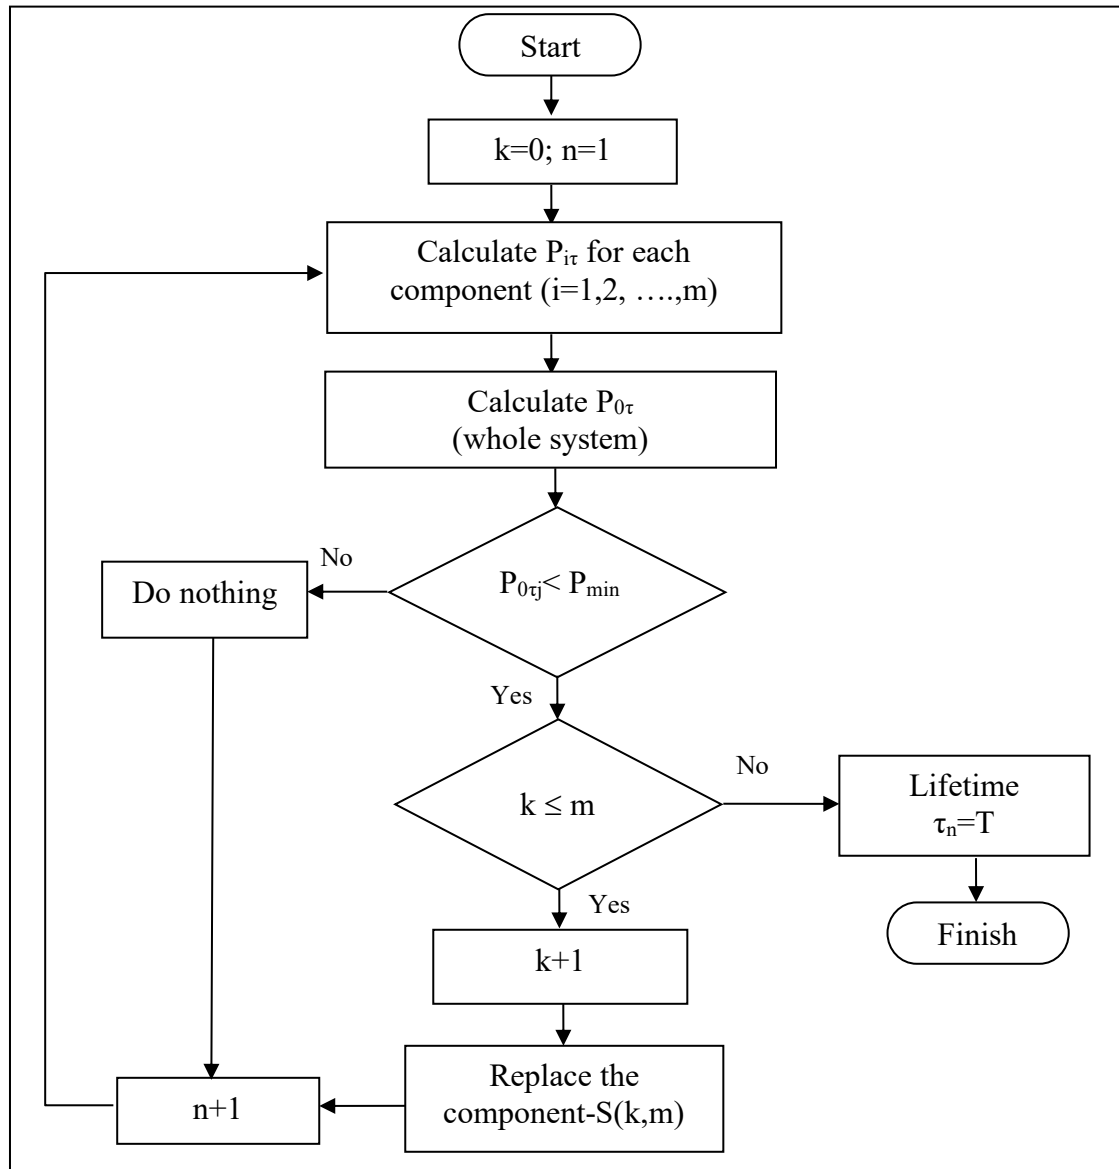 Start
k=0; n=1
Calculate Piτ for each
component (i=1,2, ….,m)
Calculate P0τ
(whole system)
No
Do nothing
P0τj< Pmin
Yes
k ≤ m
No
Lifetime
τn=T
Yes
Finish
k+1
Replace the
component-S(k,m)
n+1